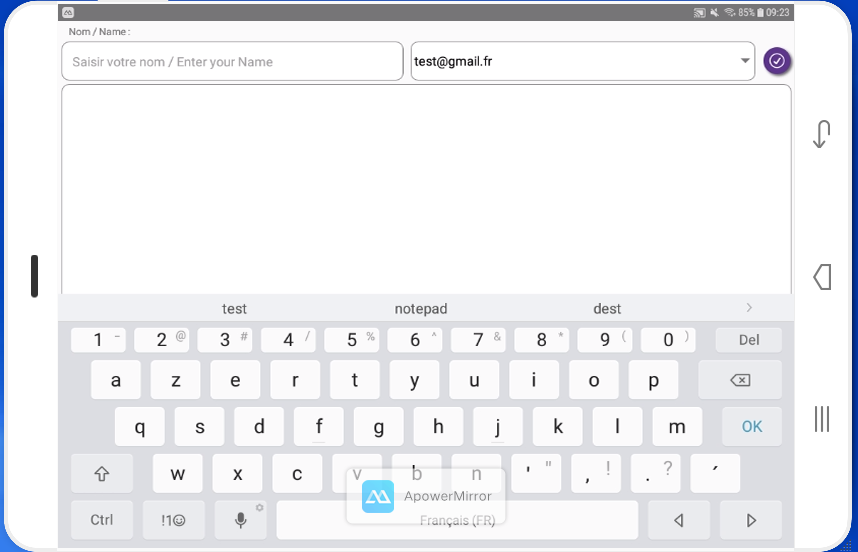 85% 09:23
Nom / Name :
Saisir votre nom / Enter your Name test@gmail.fr
test notepad dest
1 - 2 @ 3 # 4 / 5 % 6 ^ 7 & 8 * 9 ( 0 ) Del
a z e r t y u i o p
q s d f g h j k l m OK
w x c v b n ' " , ! . ? ´
ApowerMirror
Ctrl !1☺ Français (FR)